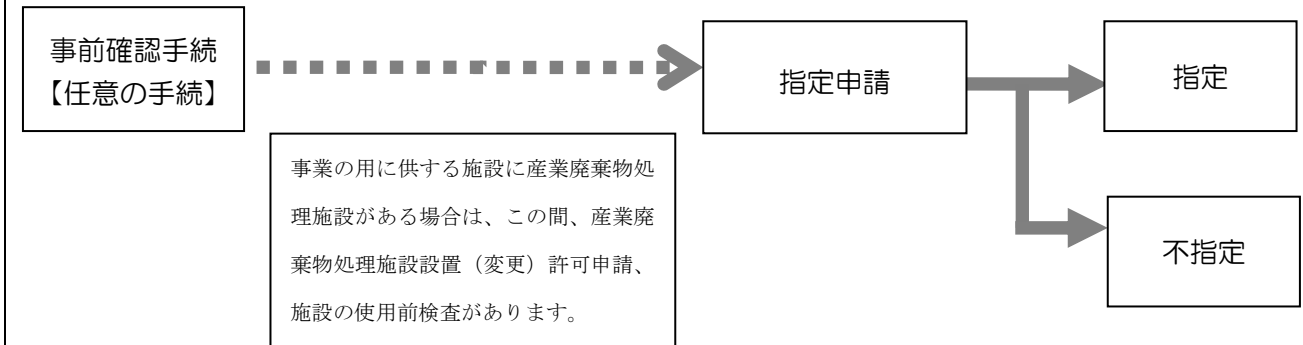 事前確認手続
【任意の手続】
指定申請
指定
事業の用に供する施設に産業廃棄物処
理施設がある場合は、この間、産業廃
棄物処理施設設置（変更）許可申請、
施設の使用前検査があります。
不指定